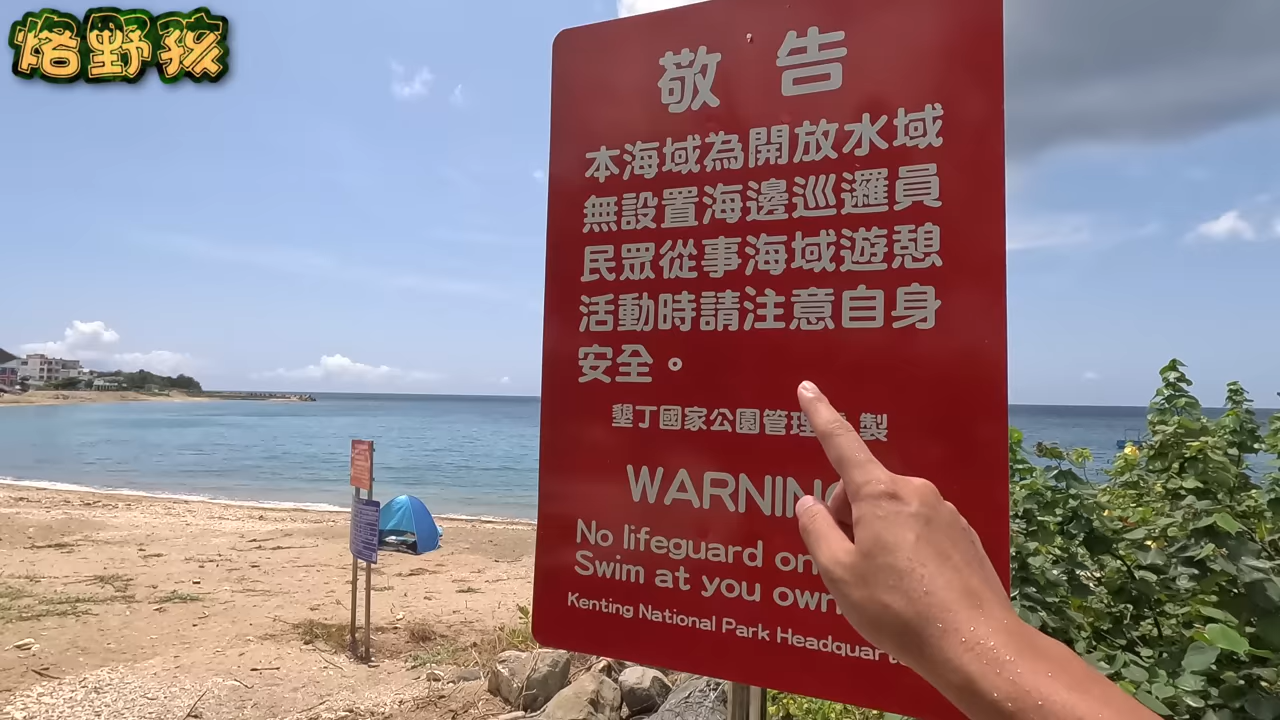 烙野孩
敬告
本海域為開放水域
無設置海邊巡邏員
民眾從事海域遊憩
活動時請注意自身
安全。
墾丁國家公園管理 製
WARNING
No lifeguard on
Swim at you own
Kenting National Park Headquarters